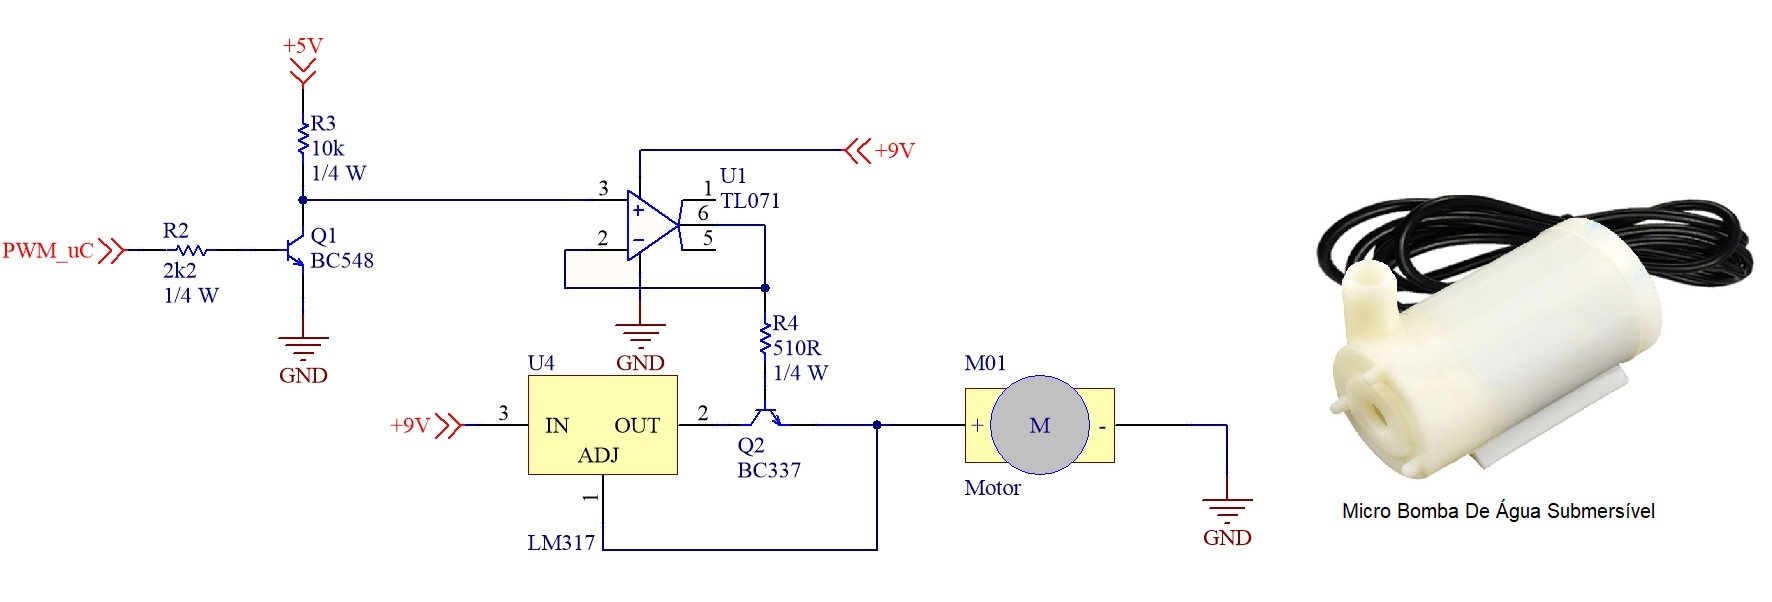 +5V
R3
10k
1/4 W
+9V
U1
TL071
3
1
6
2
5
+
−
PWM_uC
R2
2k2
1/4 W
Q1
BC548
GND
GND
R4
510R
1/4 W
U4
+9V
3
IN
OUT
ADJ
2
1
LM317
Q2
BC337
M01
+
M
-
Motor
GND
Micro Bomba De Água Submersível